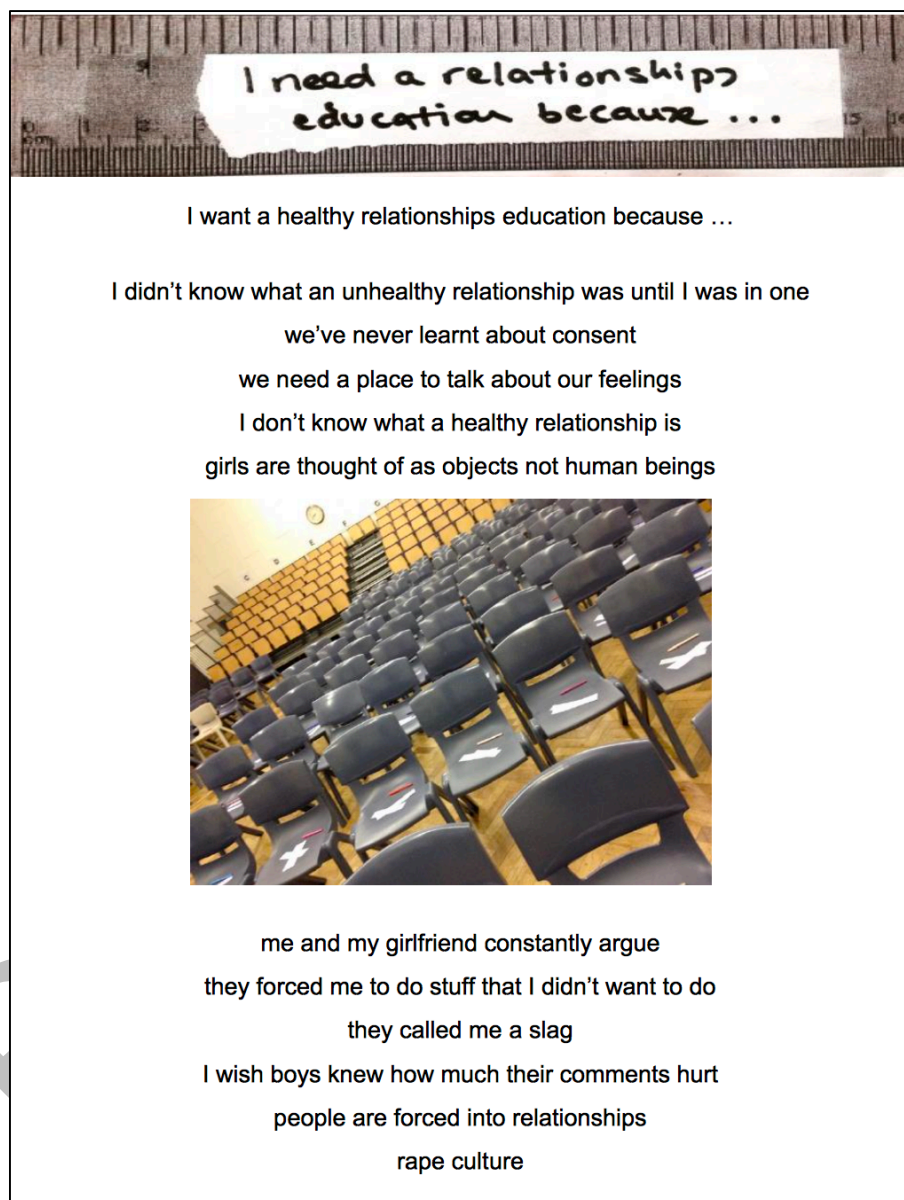 I need a relationships
education because ...
I want a healthy relationships education because …
I didn’t know what an unhealthy relationship was until I was in one
we’ve never learnt about consent
we need a place to talk about our feelings
I don’t know what a healthy relationship is
girls are thought of as objects not human beings
me and my girlfriend constantly argue
they forced me to do stuff that I didn’t want to do
they called me a slag
I wish boys knew how much their comments hurt
people are forced into relationships
rape culture